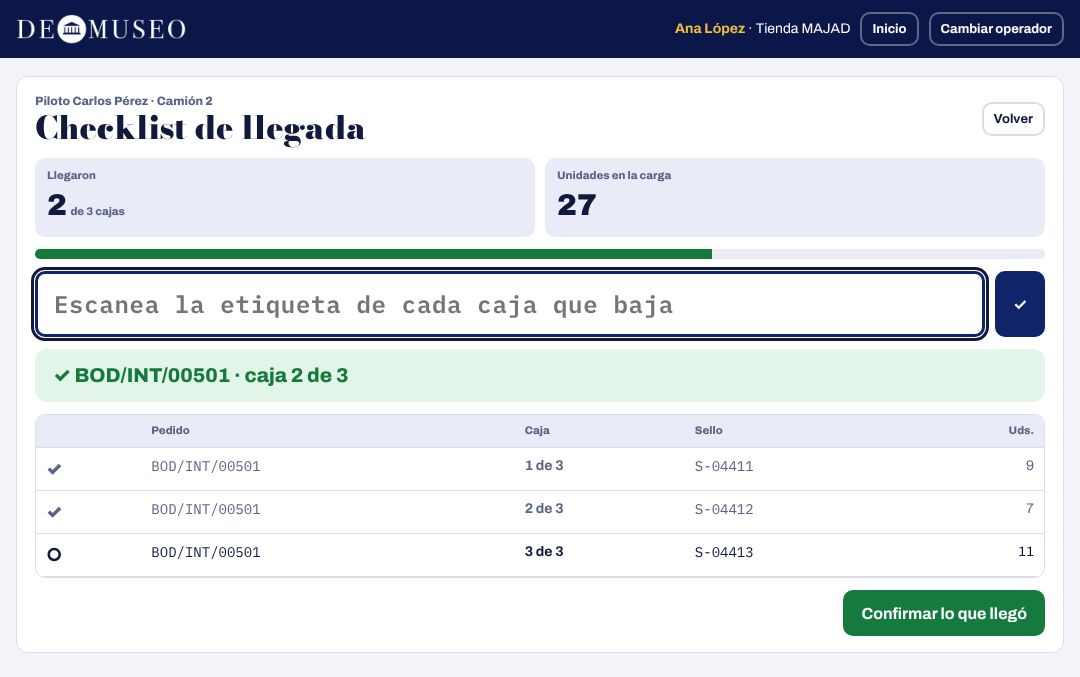 DE MUSEO
Ana López · Tienda MAJAD
Inicio
Cambiar operador
Piloto Carlos Pérez · Camión 2
Checklist de llegada
Volver
Llegaron
2 de 3 cajas
Unidades en la carga
27
Escanea la etiqueta de cada caja que baja
✓
✓ BOD/INT/00501 · caja 2 de 3
Pedido Caja Sello Uds.
✓ BOD/INT/00501 1 de 3 S-04411 9
✓ BOD/INT/00501 2 de 3 S-04412 7
BOD/INT/00501 3 de 3 S-04413 11
Confirmar lo que llegó